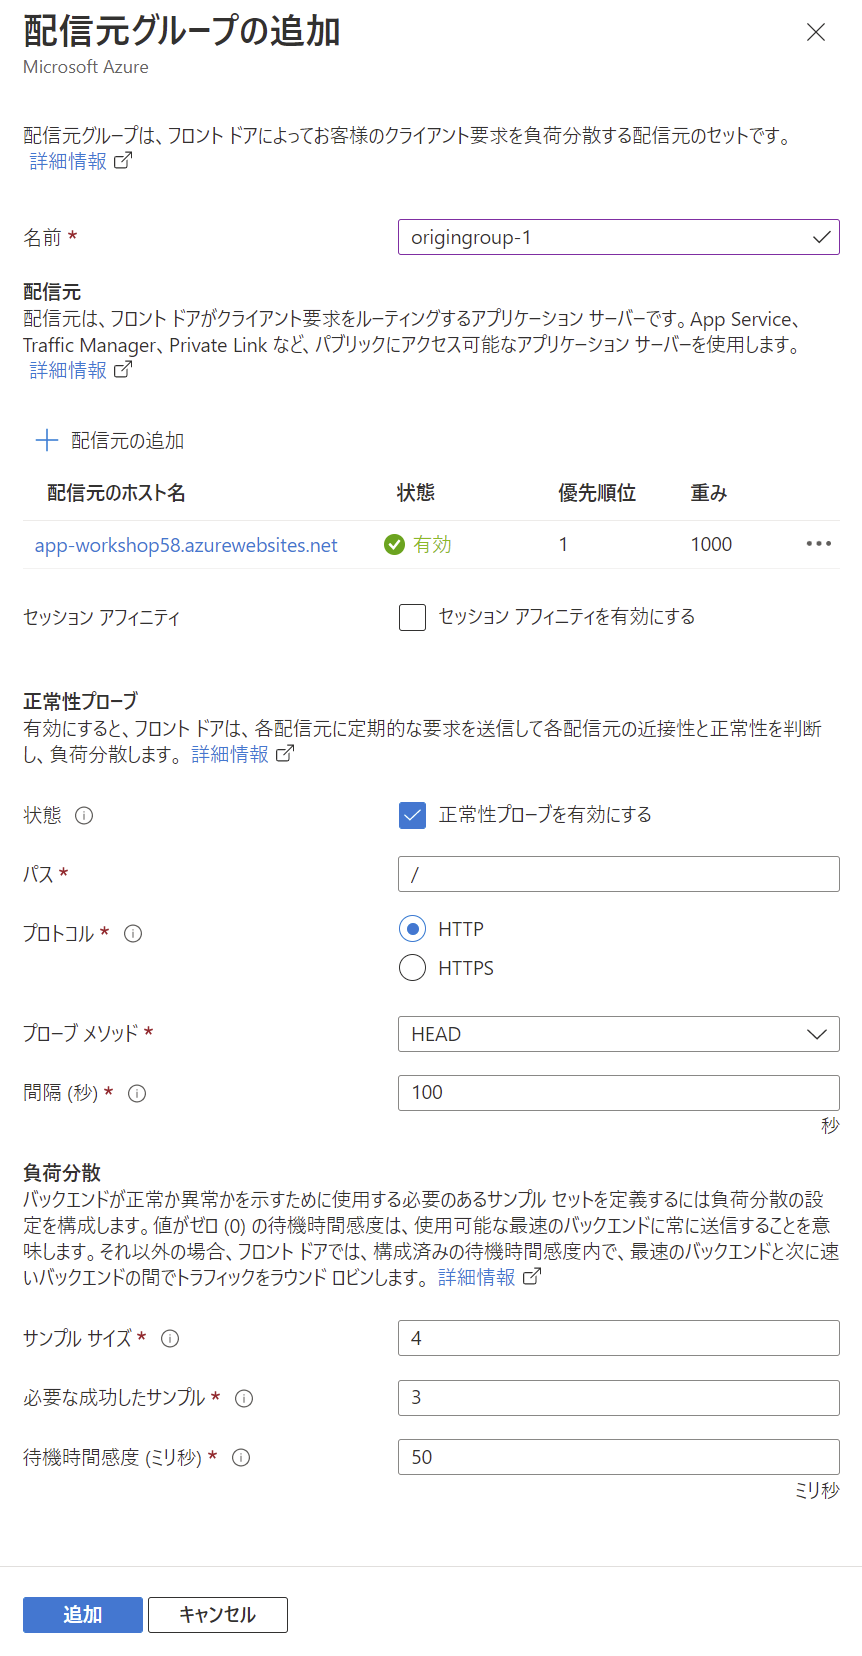 配信元グループの追加
Microsoft Azure
配信元グループは、フロント ドアによってお客様のクライアント要求を負荷分散する配信元のセットです。
詳細情報
名前 *
origingroup-1
配信元
配信元は、フロント ドアがクライアント要求をルーティングするアプリケーション サーバーです。App Service、
Traffic Manager、Private Link など、パブリックにアクセス可能なアプリケーション サーバーを使用します。
詳細情報
配信元の追加
配信元のホスト名 状態 優先順位 重み
app-workshop58.azurewebsites.net 有効 1 1000 •••
セッション アフィニティ
セッション アフィニティを有効にする
正常性プローブ
有効にすると、フロント ドアは、各配信元に定期的な要求を送信して各配信元の近接性と正常性を判断
し、負荷分散します。 詳細情報
状態
正常性プローブを有効にする
パス *
/
プロトコル *
HTTP
HTTPS
プローブ メソッド *
HEAD
間隔 (秒) *
100
秒
負荷分散
バックエンドが正常か異常かを示すために使用する必要のあるサンプル セットを定義するには負荷分散の設
定を構成します。値がゼロ (0) の待機時間感度は、使用可能な最速のバックエンドに常に送信することを意
味します。それ以外の場合、フロント ドアでは、構成済みの待機時間感度内で、最速のバックエンドと次に速
いバックエンドの間でトラフィックをラウンド ロビンします。 詳細情報
サンプル サイズ *
4
必要な成功したサンプル *
3
待機時間感度 (ミリ秒) *
50
ミリ秒
追加
キャンセル